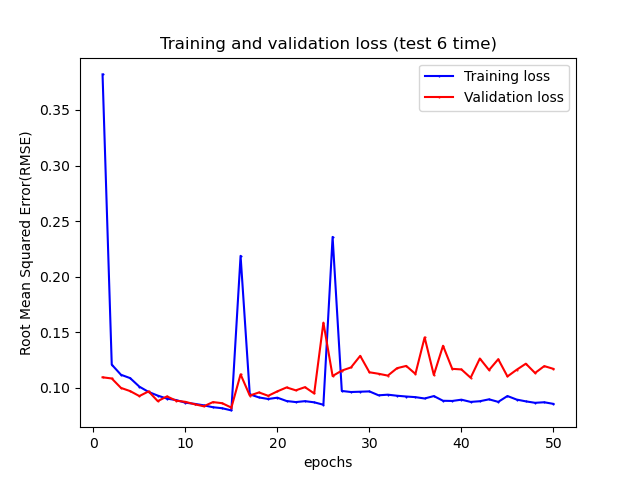 Training and validation loss (test 6 time)
Training loss
Validation loss
Root Mean Squared Error(RMSE)
0.35
0.30
0.25
0.20
0.15
0.10
0 10 20 30 40 50
epochs